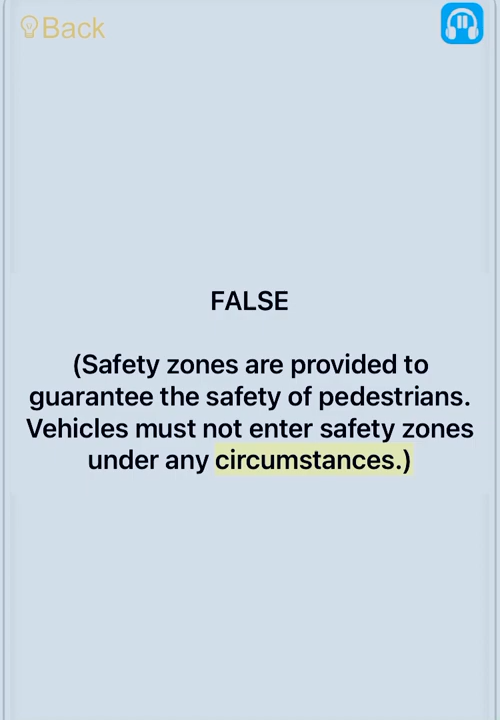 Back
FALSE
(Safety zones are provided to
guarantee the safety of pedestrians.
Vehicles must not enter safety zones
under any circumstances.)